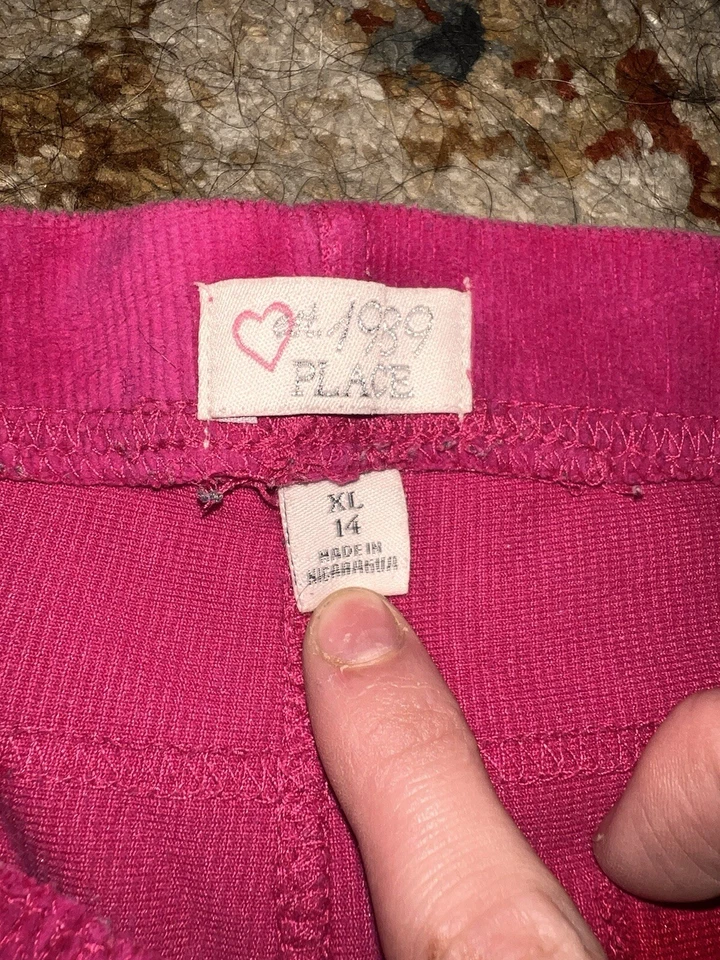 est. 1989
PLACE
XL
14
MADE IN
NICARAGUA